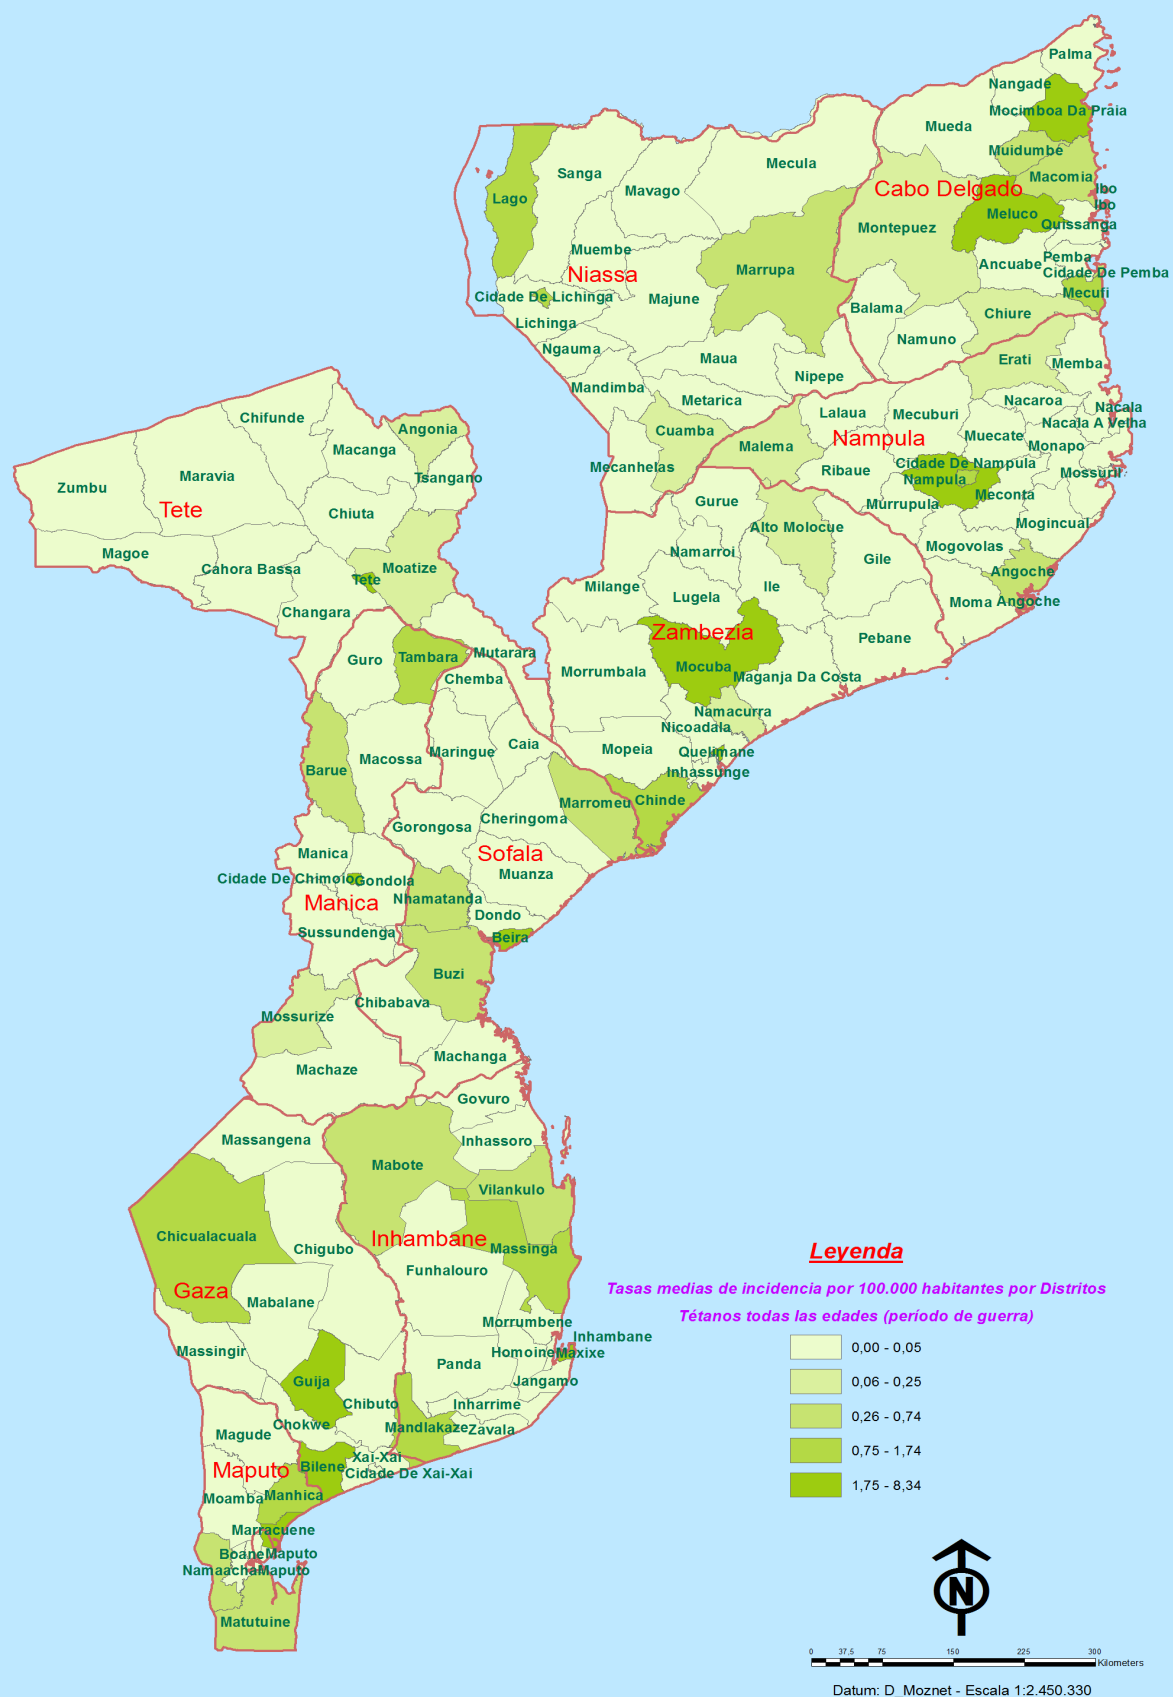 Palma
Nangade
Moçimboa Da Praia
Mueda
Muidumbe
Mecula
Sanga
Macomia
Mavago
Cabo Delgado
Ibo
Lago
Ibo
Meluco
Quissanga
Montepuez
Muembe
Pemba
Ancuabe
Niassa
Marrupa
Cidade De Pemba
Mecufi
Cidade De Lichinga
Majune
Balama
Chiure
Lichinga
Namuno
Ngauma
Maua
Erati
Memba
Nipepe
Mandimba
Metarica
Nacaroa
Nacala
Lalaua
Mecuburi
Chifunde
Nacala A Velha
Angonia
Cuamba
Nampula
Muecate
Malema
Monapo
Macanga
Cidade De Nampula
Mecanhelas
Ribaue
Mossuril
Maravia
Tsangano
Nampula
Zumbu
Meconta
Gurue
Murrupula
Tete
Chiuta
Alto Molocue
Mogincual
Mogovolas
Magoe
Namarroi
Gile
Cahora Bassa
Moatize
Angoche
Tete
Milange
Ile
Lugela
Moma
Angoche
Changara
Zambezia
Pebane
Mutarara
Guro
Tambara
Mocuba
Morrumbala
Maganja Da Costa
Chemba
Namacurra
Nicoadala
Caia
Mopeia
Maringue
Quelimane
Macossa
Barue
Inhassunge
Chinde
Marromeu
Cheringoma
Gorongosa
Manica
Sofala
Muanza
Cidade De Chimoio
Gondola
Nhamatanda
Manica
Dondo
Sussundenga
Beira
Buzi
Chibabava
Mossurize
Machanga
Machaze
Govuro
Massangena
Inhassoro
Mabote
Vilankulo
Chicualacuala
Inhambane
Chigubo
Massinga
Leyenda
Funhalouro
Gaza
Tasas medias de incidencia por 100.000 habitantes por Distritos
Mabalane
Tétanos todas las edades (período de guerra)
Morrumbene
Inhambane
0,00 - 0,05
Massingir
Homoine
Maxixe
Panda
Guija
Jangamo
0,06 - 0,25
Chibuto
Inharrime
0,26 - 0,74
Chokwe
Mandlakaze
Zavala
Magude
0,75 - 1,74
Xai-Xai
Bilene
Maputo
Cidade De Xai-Xai
1,75 - 8,34
Manhica
Moamba
Marracuene
Boane
Maputo
Namaacha
Maputo
N
Matutuine
0 37,5 75 150 225 300
Kilometers
Datum: D_Moznet - Escala 1:2.450.330